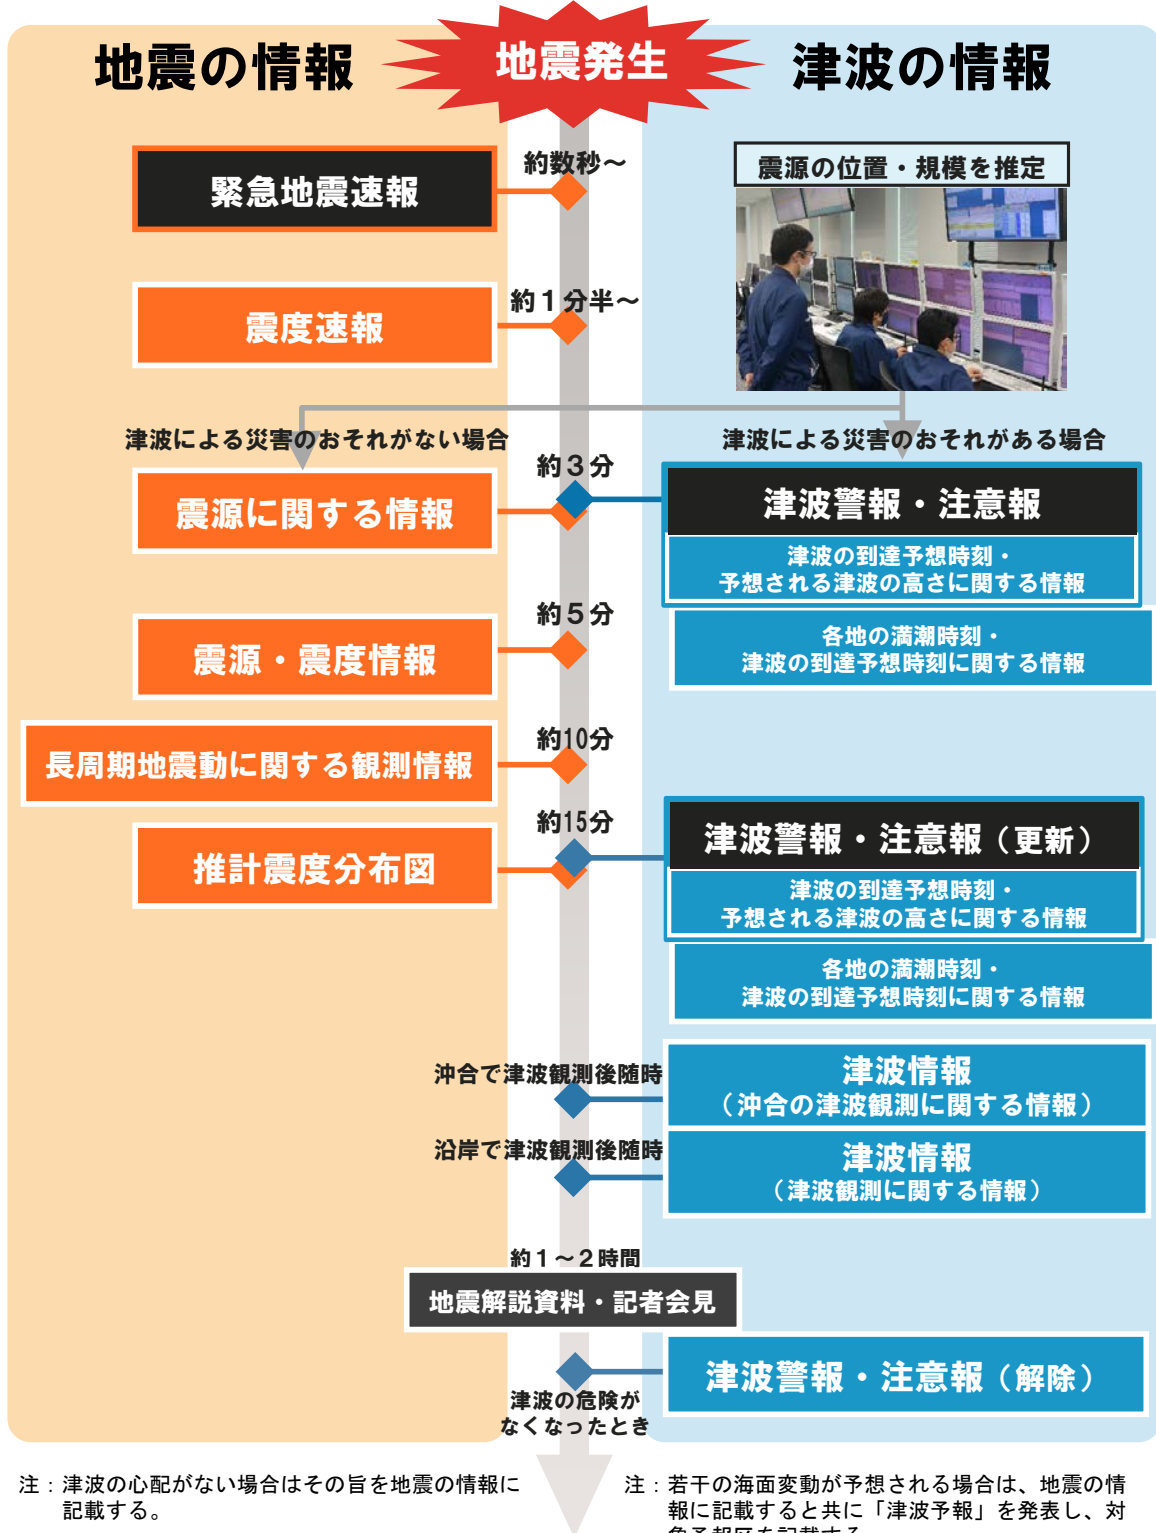 地震の情報
地震発生
津波の情報
約数秒～
緊急地震速報
震源の位置・規模を推定
約１分半～
震度速報
津波による災害のおそれがない場合
津波による災害のおそれがある場合
約３分
震源に関する情報
津波警報・注意報
津波の到達予想時刻・
予想される津波の高さに関する情報
各地の満潮時刻・
津波の到達予想時刻に関する情報
約５分
震源・震度情報
約10分
長周期地震動に関する観測情報
約15分
推計震度分布図
津波警報・注意報（更新）
津波の到達予想時刻・
予想される津波の高さに関する情報
各地の満潮時刻・
津波の到達予想時刻に関する情報
沖合で津波観測後随時
津波情報
（沖合の津波観測に関する情報）
沿岸で津波観測後随時
津波情報
（津波観測に関する情報）
約１～２時間
地震解説資料・記者会見
津波警報・注意報（解除）
津波の危険が
なくなったとき
注：津波の心配がない場合はその旨を地震の情報に
記載する。
注：若干の海面変動が予想される場合は、地震の情
報に記載すると共に「津波予報」を発表し、対
象予報区を記載する。